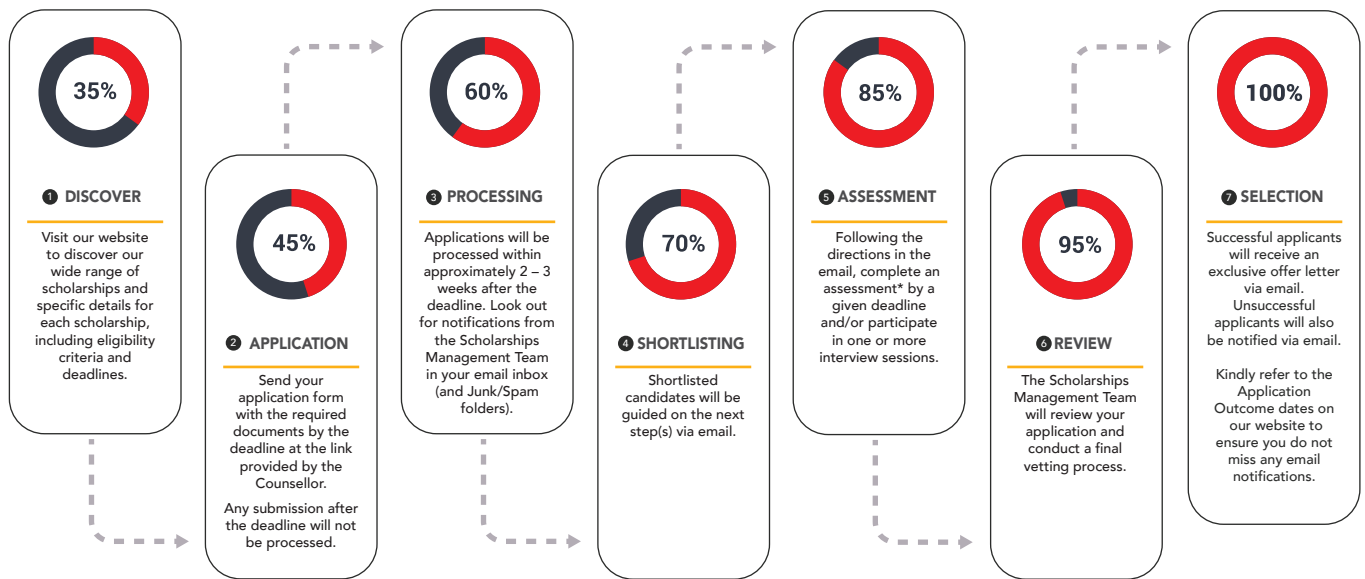 35%
1 DISCOVER
Visit our website
to discover our
wide range of
scholarships and
specific details for
each scholarship,
including eligibility
criteria and
deadlines.
45%
2 APPLICATION
Send your
application form
with the required
documents by the
deadline at the link
provided by the
Counsellor.
Any submission after
the deadline will not
be processed.
60%
3 PROCESSING
Applications will be
processed within
approximately 2 – 3
weeks after the
deadline. Look out
for notifications from
the Scholarships
Management Team
in your email inbox
(and Junk/Spam
folders).
70%
4 SHORTLISTING
Shortlisted
candidates will be
guided on the next
step(s) via email.
85%
5 ASSESSMENT
Following the
directions in the
email, complete an
assessment* by a
given deadline
and/or participate
in one or more
interview sessions.
95%
6 REVIEW
The Scholarships
Management Team
will review your
application and
conduct a final
vetting process.
100%
7 SELECTION
Successful applicants
will receive an
exclusive offer letter
via email.
Unsuccessful
applicants will also
be notified via email.
Kindly refer to the
Application
Outcome dates on
our website to
ensure you do not
miss any email
notifications.